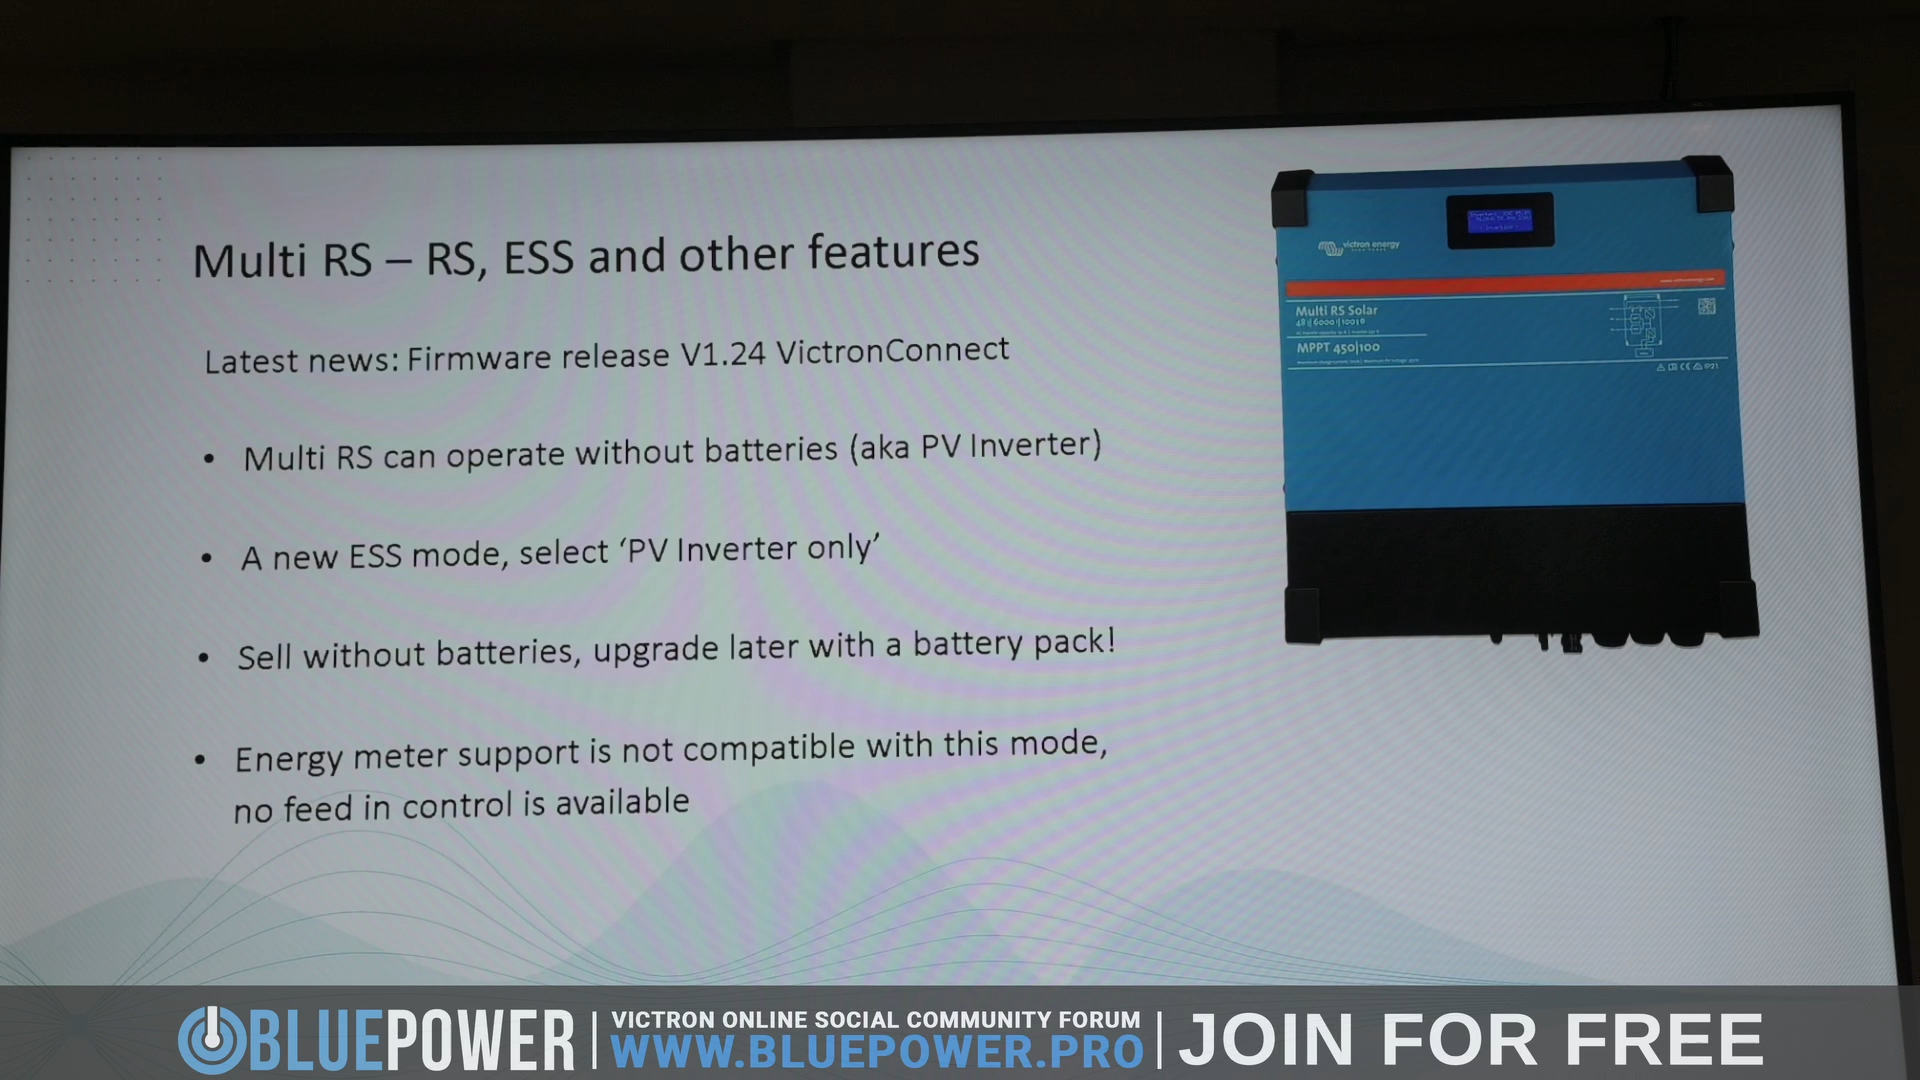 Multi RS – RS, ESS and other features
Latest news: Firmware release V1.24 VictronConnect
• Multi RS can operate without batteries (aka PV Inverter)
• A new ESS mode, select ‘PV Inverter only’
• Sell without batteries, upgrade later with a battery pack!
• Energy meter support is not compatible with this mode,
no feed in control is available
victron energy
Multi RS Solar
48|6000|100
MPPT 450|100
BLUEPOWER
VICTRON ONLINE SOCIAL COMMUNITY FORUM
WWW.BLUEPOWER.PRO
JOIN FOR FREE